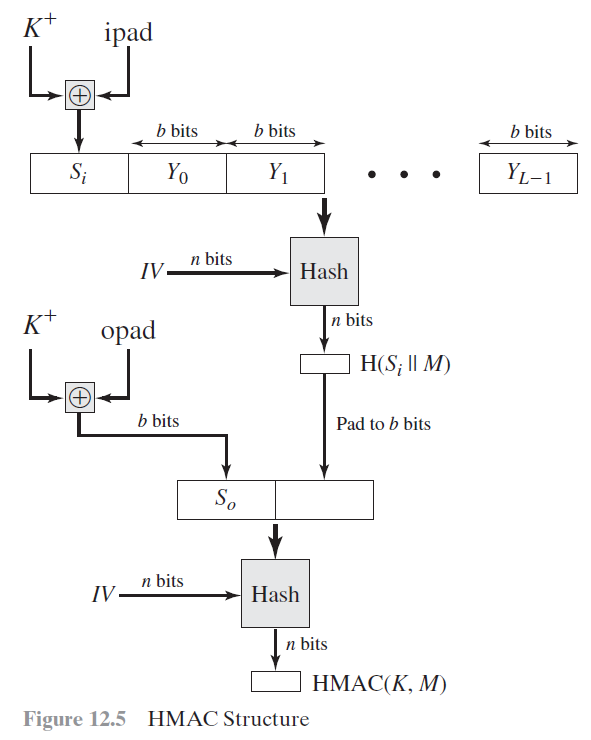 K+ ipad
⊕
b bits b bits b bits
Si Y0 Y1 • • • YL−1
IV n bits Hash
n bits
K+ opad
H(Si || M)
⊕
b bits Pad to b bits
So
IV n bits Hash
n bits
HMAC(K, M)
Figure 12.5 HMAC Structure